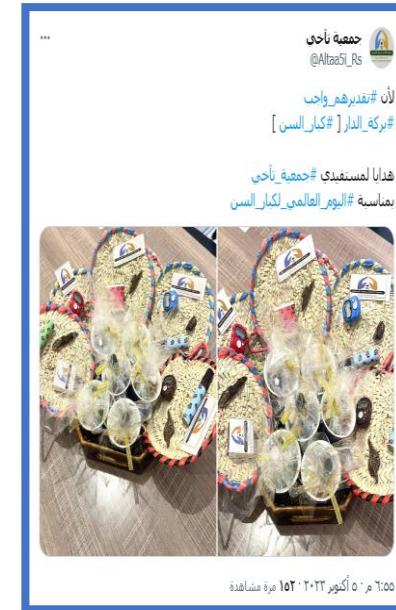 جمعية تآخي
@Altaa5i_Rs
لأن #تقديرهم_واجب
#بركة_الدار [ #كبار_السن ]
هدايا لمستفيدي #جمعية_تآخي
بمناسبة #اليوم_العالمي_لكبار_السن
٦:٥٥ م · ٥ أكتوبر ٢٠٢٣ · ١٥٢ مرة مشاهدة